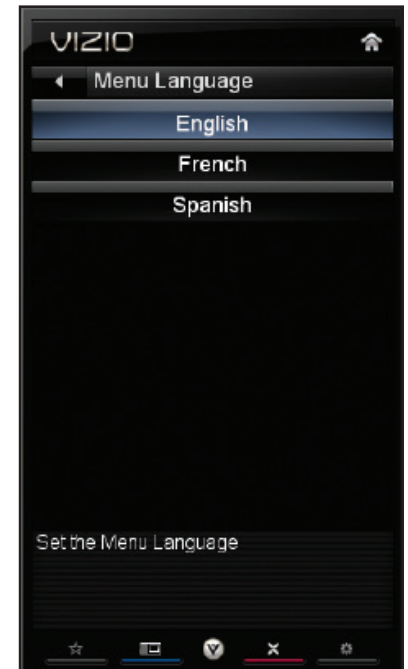 VIZIO
Menu Language
English
French
Spanish
Set the Menu Language